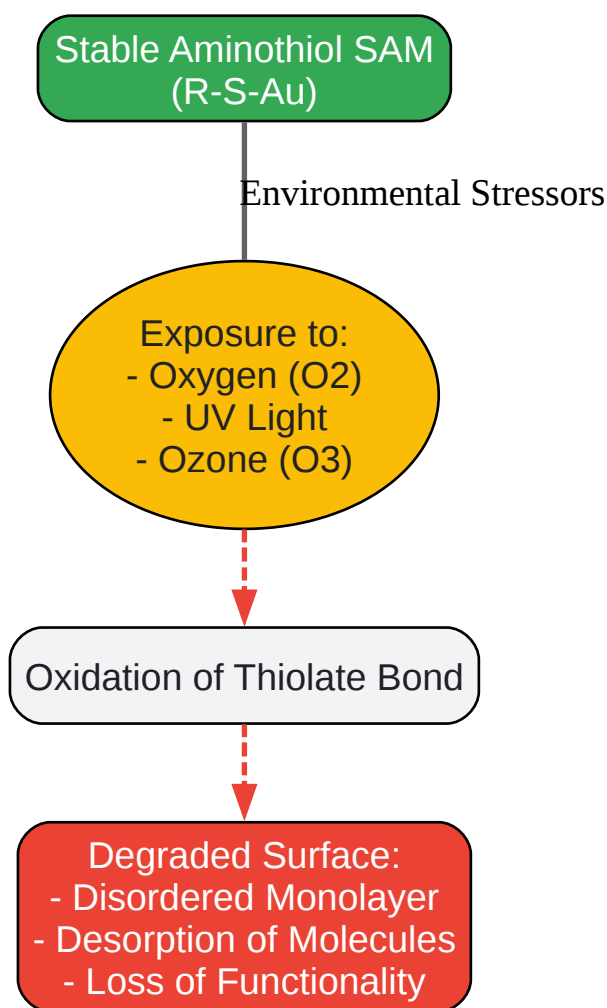 Stable Aminothiol SAM
(R-S-Au)
Environmental Stressors
Exposure to:
- Oxygen (O2)
- UV Light
- Ozone (O3)
Oxidation of Thiolate Bond
Degraded Surface:
- Disordered Monolayer
- Desorption of Molecules
- Loss of Functionality